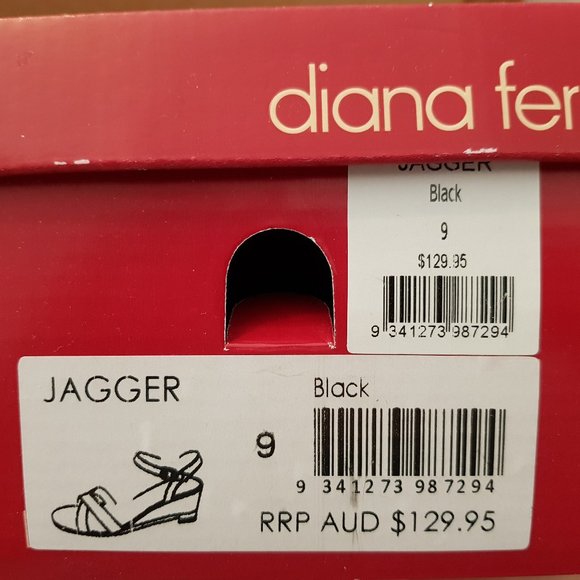 diana fer
JAGGER
Black
9
$129.95
9 341273 987294
JAGGER
Black
9
9 341273 987294
RRP AUD $129.95